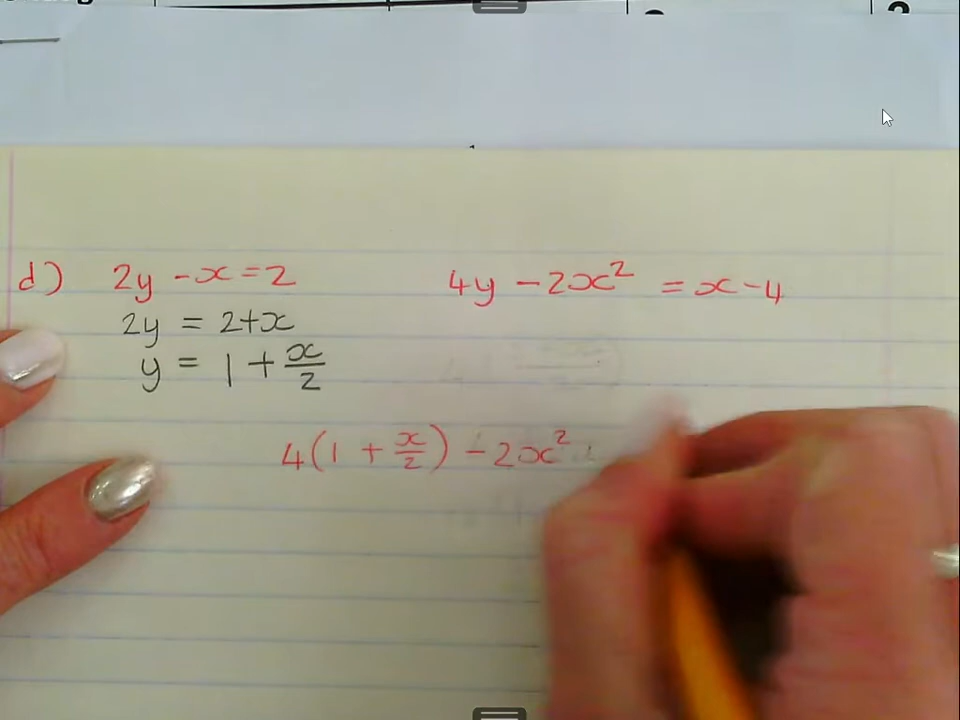 d) 2y - x = 2 4y - 2x² = x - 4
2y = 2 + x
y = 1 + x/2
4(1 + x/2) - 2x²